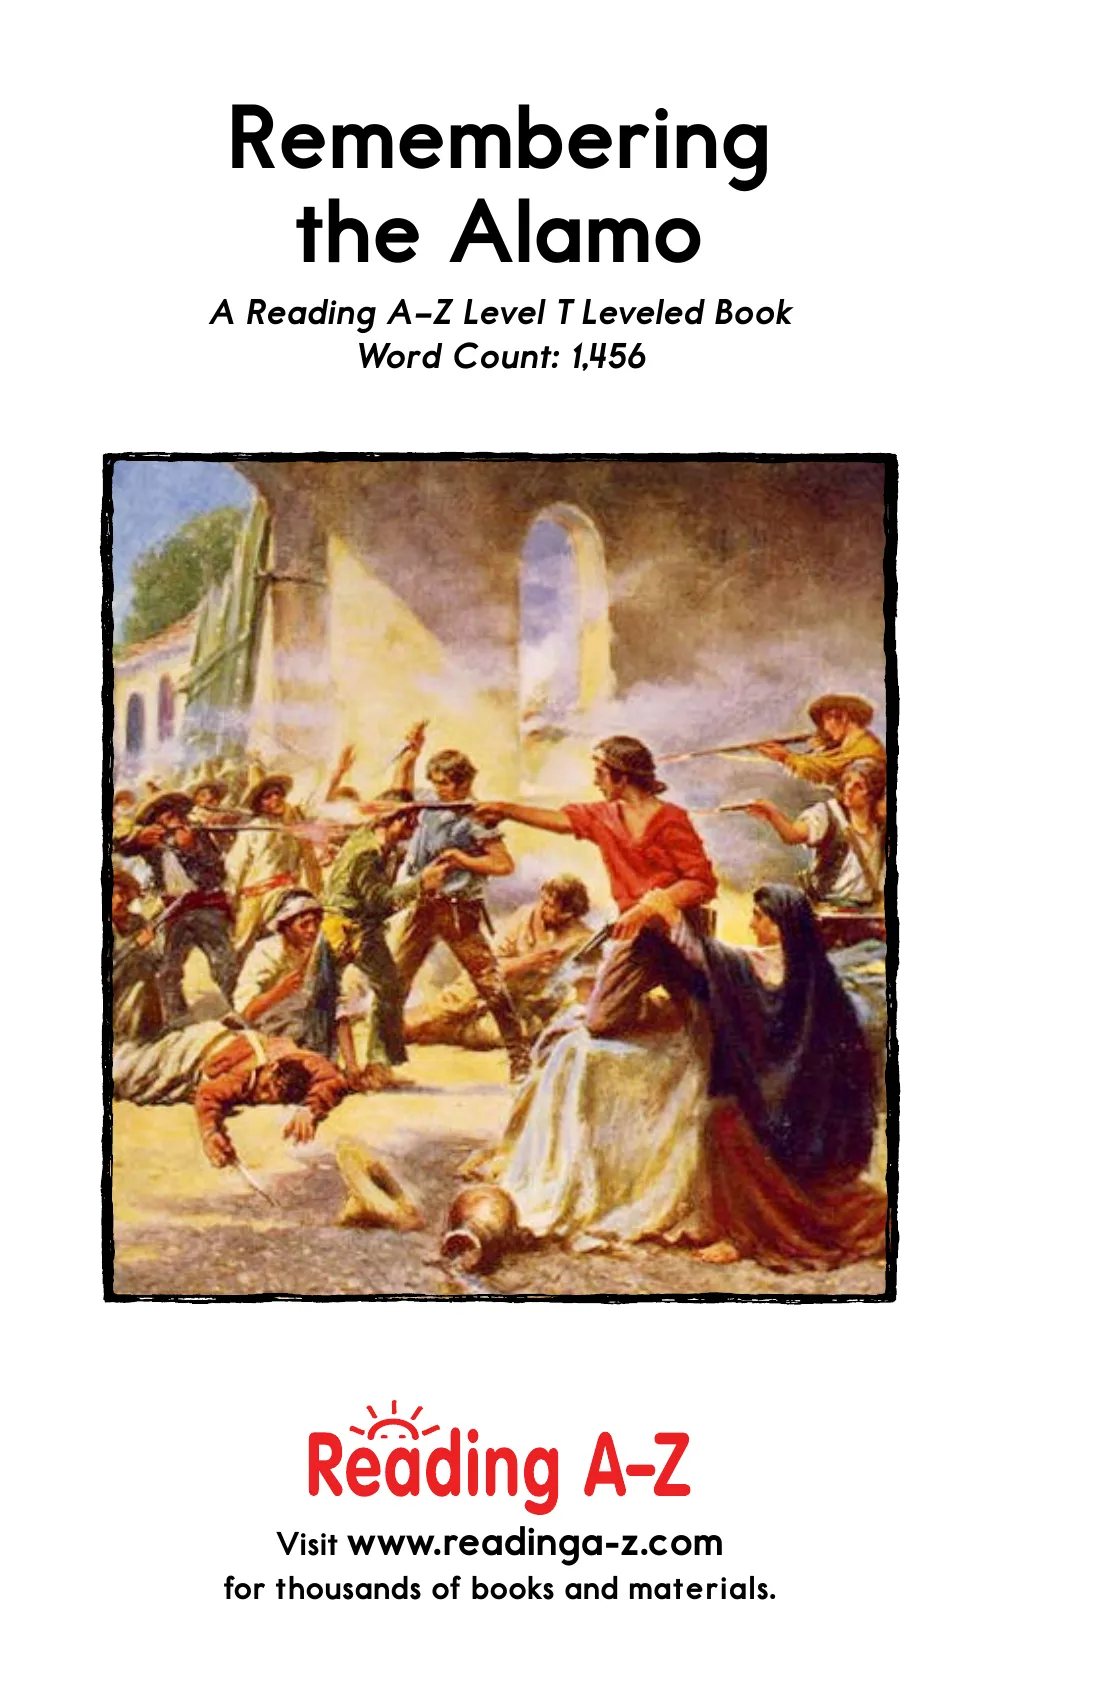 Remembering
the Alamo
A Reading A–Z Level T Leveled Book
Word Count: 1,456
Reading A–Z
Visit www.readinga-z.com
for thousands of books and materials.